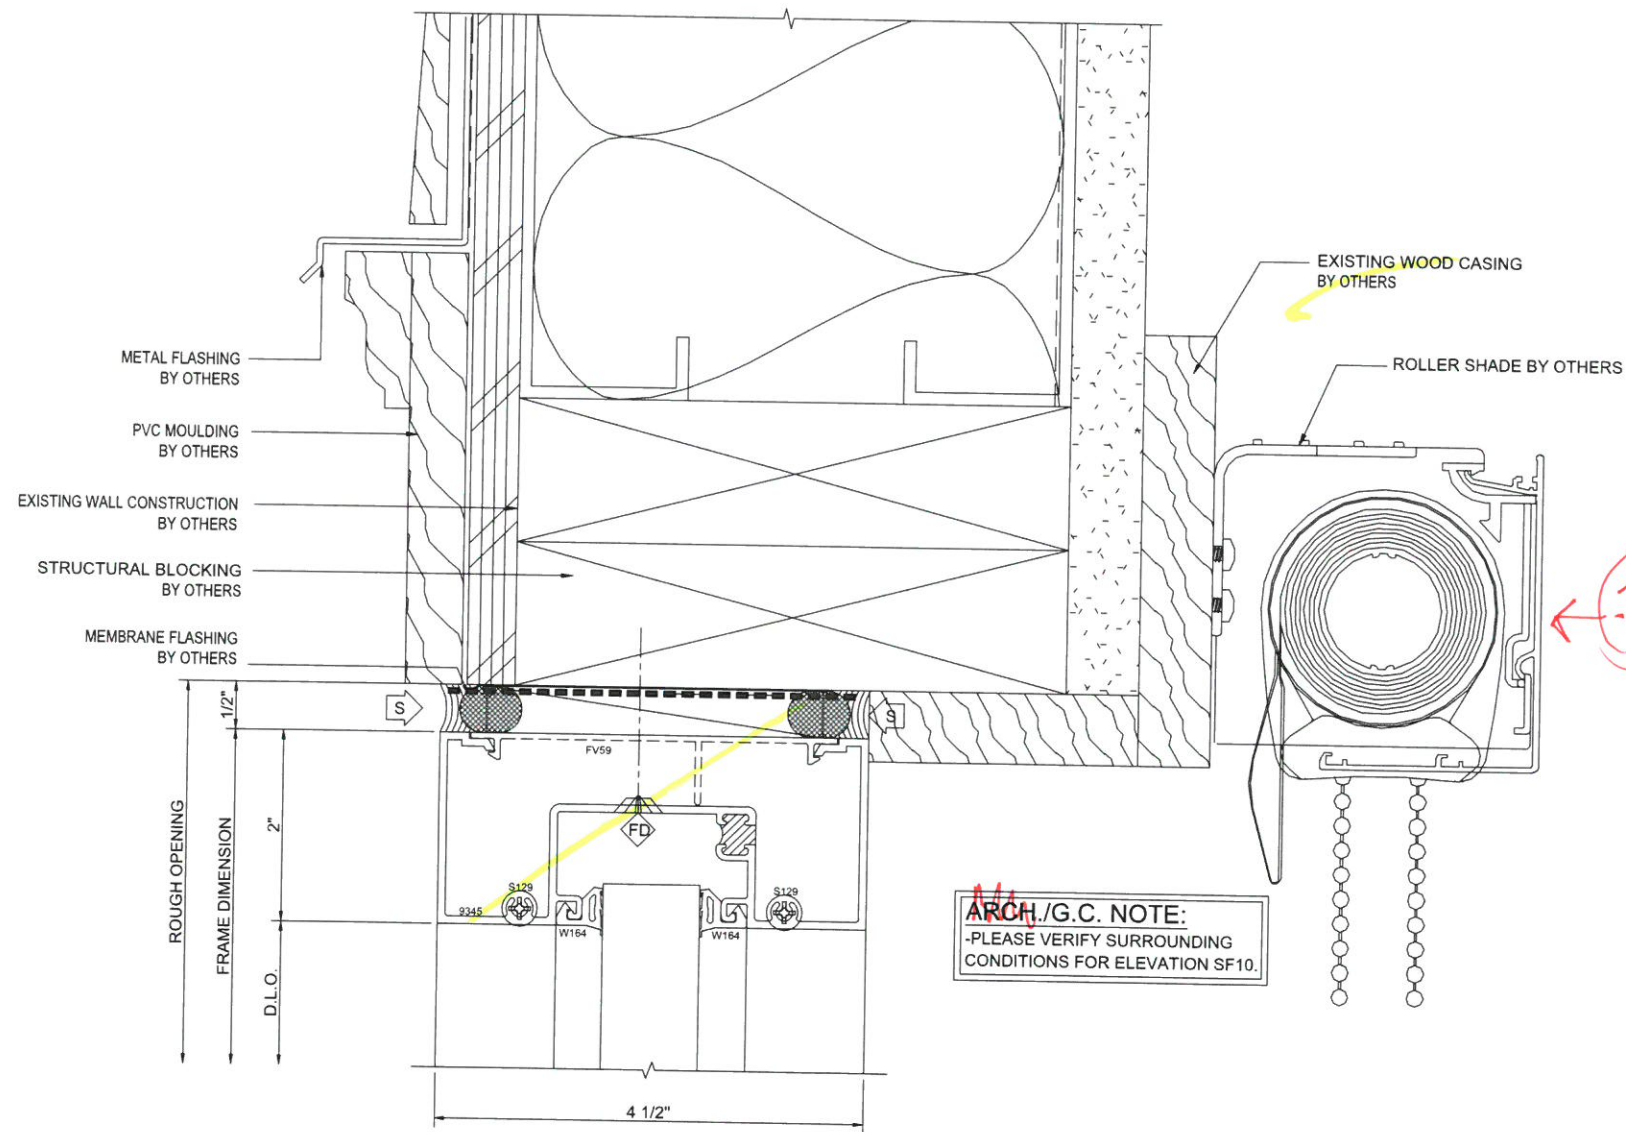 METAL FLASHING
BY OTHERS
PVC MOULDING
BY OTHERS
EXISTING WALL CONSTRUCTION
BY OTHERS
STRUCTURAL BLOCKING
BY OTHERS
MEMBRANE FLASHING
BY OTHERS
EXISTING WOOD CASING
BY OTHERS
ROLLER SHADE BY OTHERS
S
S
1/2"
FV59
2"
ROUGH OPENING
FRAME DIMENSION
D.L.O.
FD
S129
S129
9345
W164
W164
ARCH./G.C. NOTE:
-PLEASE VERIFY SURROUNDING
CONDITIONS FOR ELEVATION SF10.
4 1/2"